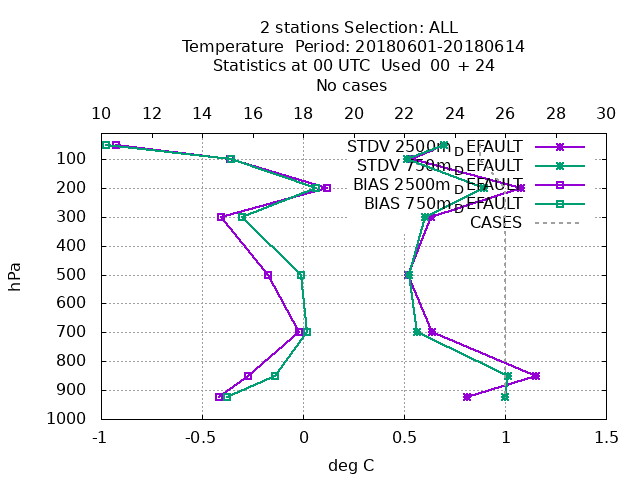 2 stations Selection: ALL
Temperature  Period: 20180601-20180614
Statistics at 00 UTC  Used  00 + 24
No cases
10 12 14 16 18 20 22 24 26 28 30
STDV 2500m_DEFAULT
STDV 750m_DEFAULT
BIAS 2500m_DEFAULT
BIAS 750m_DEFAULT
CASES
100
200
300
400
500
600
700
800
900
1000
hPa
-1 -0.5 0 0.5 1 1.5
deg C